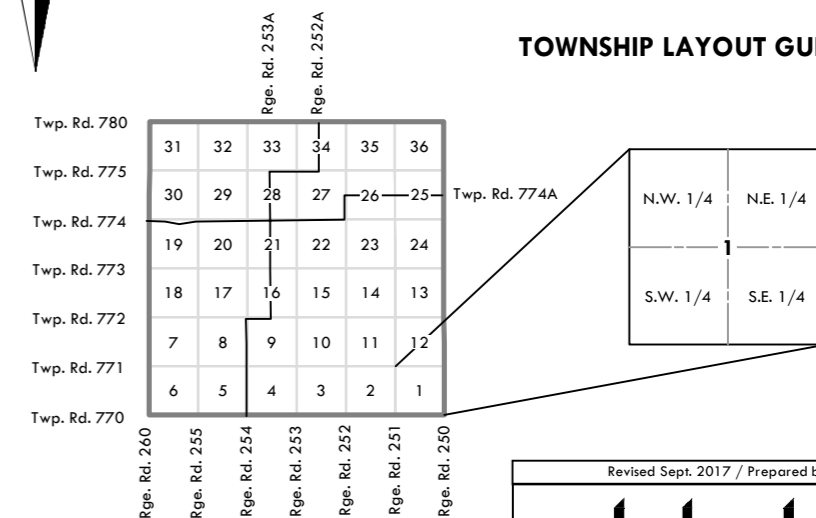 Rge. Rd. 253A
Rge. Rd. 252A
TOWNSHIP LAYOUT GUI
Twp. Rd. 780
31 32 33 34 35 36
Twp. Rd. 775
30 29 28 27 26 25 Twp. Rd. 774A
Twp. Rd. 774
19 20 21 22 23 24
Twp. Rd. 773
18 17 16 15 14 13
Twp. Rd. 772
7 8 9 10 11 12
Twp. Rd. 771
6 5 4 3 2 1
Twp. Rd. 770
Rge. Rd. 260
Rge. Rd. 255
Rge. Rd. 254
Rge. Rd. 253
Rge. Rd. 252
Rge. Rd. 251
Rge. Rd. 250
N.W. 1/4 N.E. 1/4
1
S.W. 1/4 S.E. 1/4
Revised Sept. 2017 / Prepared b